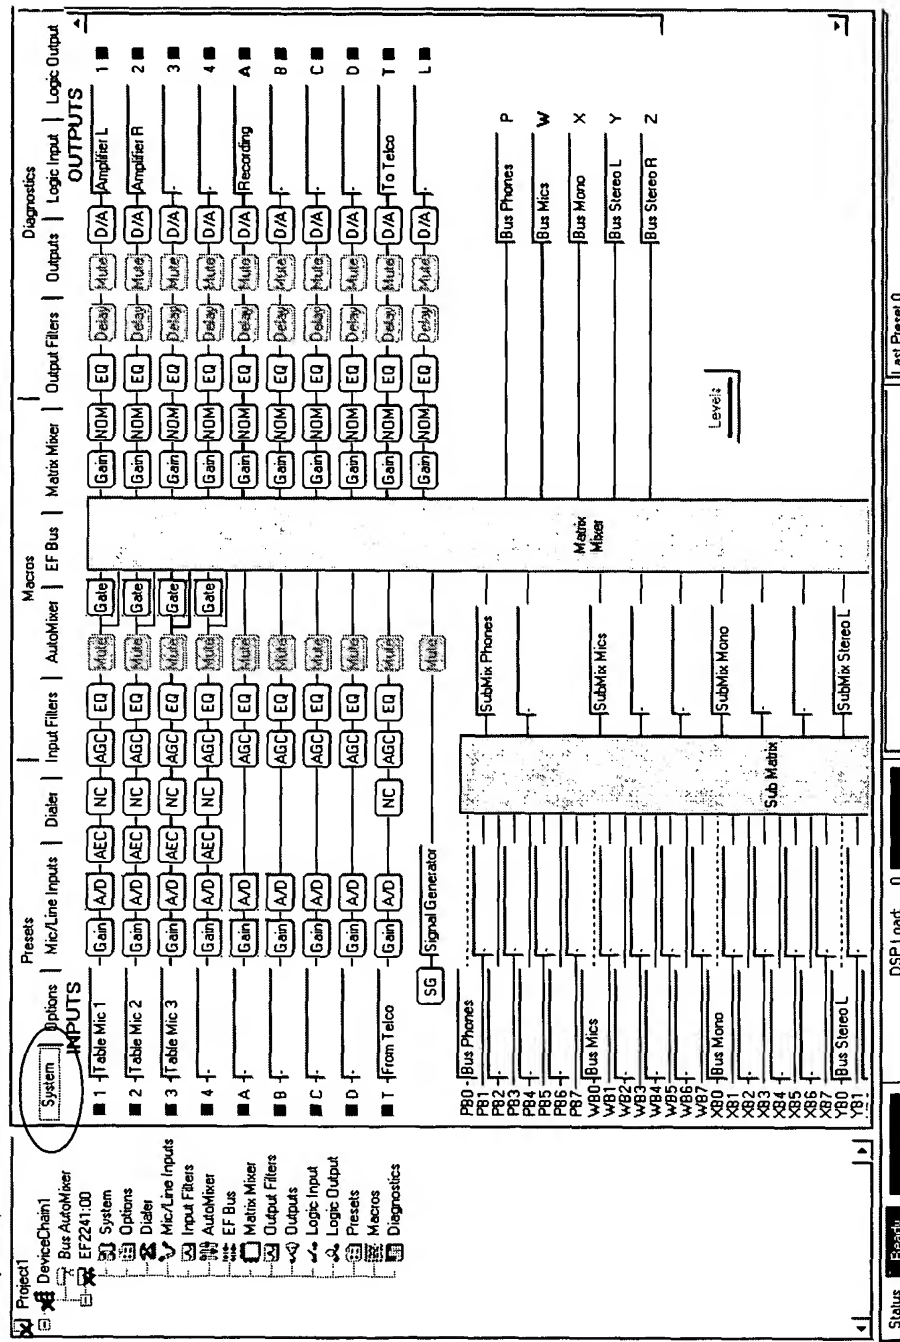 Project1
DeviceChain1
Bus AutoMixer
EF2241:00
System
Options
Dialer
Mic/Line Inputs
Input Filters
AutoMixer
EF Bus
Matrix Mixer
Output Filters
Outputs
Logic Input
Logic Output
Presets
Macros
Diagnostics
Presets Macros Diagnostics
System Options Mic/Line Inputs Dialer Input Filters AutoMixer EF Bus Matrix Mixer Output Filters Outputs Logic Input Logic Output
INPUTS OUTPUTS
1 Table Mic 1 Gain A/D AEC NC AGC EQ Mute Gate Gain NOM EQ Delay Mute D/A Amplifier L 1
2 Table Mic 2 Gain A/D AEC NC AGC EQ Mute Gate Gain NOM EQ Delay Mute D/A Amplifier R 2
3 Table Mic 3 Gain A/D AEC NC AGC EQ Mute Gate Gain NOM EQ Delay Mute D/A 3
4 Gain A/D AEC NC AGC EQ Mute Gate Gain NOM EQ Delay Mute D/A 4
A Gain A/D AGC EQ Mute Gain NOM EQ Delay Mute D/A Recording A
B Gain A/D AGC EQ Mute Gain NOM EQ Delay Mute D/A B
C Gain A/D AGC EQ Mute Gain NOM EQ Delay Mute D/A C
D Gain A/D AGC EQ Mute Gain NOM EQ Delay Mute D/A D
T From Telco Gain A/D NC AGC EQ Mute Gain NOM EQ Delay Mute D/A To Telco T
SG Signal Generator Mute Gain NOM EQ Delay Mute D/A L
Matrix Mixer
PB0 Bus Phones
PB1 SubMix Phones
PB2
PB3 Bus Phones P
PB4
PB5
PB6 Bus Mics W
PB7
WB0 Bus Mics
WB1 SubMix Mics Bus Mono X
WB2
WB3 Bus Stereo L Y
WB4
WB5
WB6 Bus Stereo R Z
WB7
XB0 Bus Mono
XB1 SubMix Mono
XB2
XB3
XB4 Levels
XB5
XB6
XB7
YB0 Bus Stereo L
YB1 SubMix Stereo L
Sub Matrix
Status Ready DSP Load 0 Last Preset 0